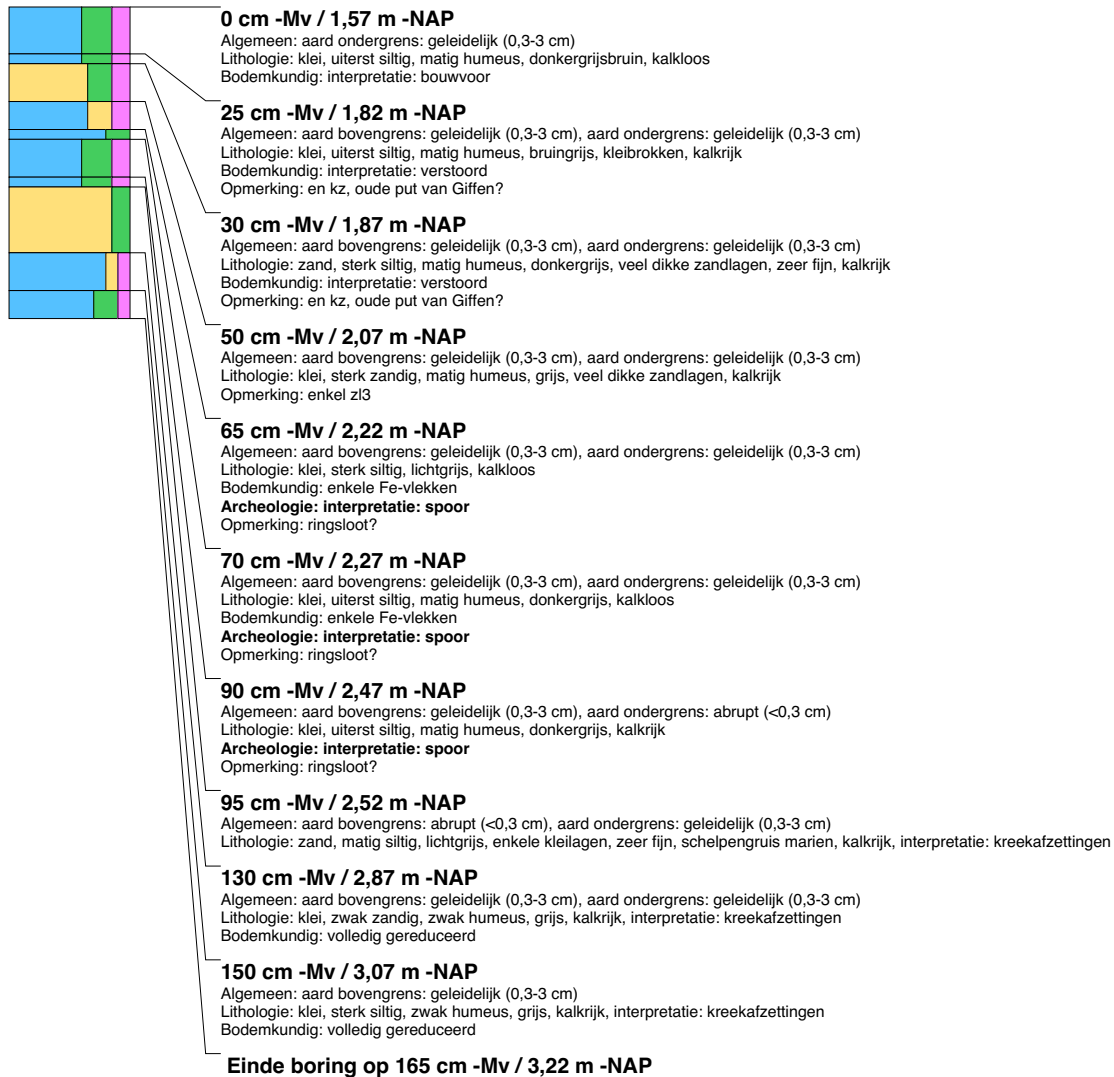 0 cm -Mv / 1,57 m -NAP
Algemeen: aard ondergrens: geleidelijk (0,3-3 cm)
Lithologie: klei, uiterst siltig, matig humeus, donkergrijsbruin, kalkloos
Bodemkundig: interpretatie: bouwvoor
25 cm -Mv / 1,82 m -NAP
Algemeen: aard bovengrens: geleidelijk (0,3-3 cm), aard ondergrens: geleidelijk (0,3-3 cm)
Lithologie: klei, uiterst siltig, matig humeus, bruingrijs, kleibrokken, kalkrijk
Bodemkundig: interpretatie: verstoord
Opmerking: en kz, oude put van Giffen?
30 cm -Mv / 1,87 m -NAP
Algemeen: aard bovengrens: geleidelijk (0,3-3 cm), aard ondergrens: geleidelijk (0,3-3 cm)
Lithologie: zand, sterk siltig, matig humeus, donkergrijs, veel dikke zandlagen, zeer fijn, kalkrijk
Bodemkundig: interpretatie: verstoord
Opmerking: en kz, oude put van Giffen?
50 cm -Mv / 2,07 m -NAP
Algemeen: aard bovengrens: geleidelijk (0,3-3 cm), aard ondergrens: geleidelijk (0,3-3 cm)
Lithologie: klei, sterk zandig, matig humeus, grijs, veel dikke zandlagen, kalkrijk
Opmerking: enkel zl3
65 cm -Mv / 2,22 m -NAP
Algemeen: aard bovengrens: geleidelijk (0,3-3 cm), aard ondergrens: geleidelijk (0,3-3 cm)
Lithologie: klei, sterk siltig, lichtgrijs, kalkloos
Bodemkundig: enkele Fe-vlekken
Archeologie: interpretatie: spoor
Opmerking: ringsloot?
70 cm -Mv / 2,27 m -NAP
Algemeen: aard bovengrens: geleidelijk (0,3-3 cm), aard ondergrens: geleidelijk (0,3-3 cm)
Lithologie: klei, uiterst siltig, matig humeus, donkergrijs, kalkloos
Bodemkundig: enkele Fe-vlekken
Archeologie: interpretatie: spoor
Opmerking: ringsloot?
90 cm -Mv / 2,47 m -NAP
Algemeen: aard bovengrens: geleidelijk (0,3-3 cm), aard ondergrens: abrupt (<0,3 cm)
Lithologie: klei, uiterst siltig, matig humeus, donkergrijs, kalkrijk
Archeologie: interpretatie: spoor
Opmerking: ringsloot?
95 cm -Mv / 2,52 m -NAP
Algemeen: aard bovengrens: abrupt (<0,3 cm), aard ondergrens: geleidelijk (0,3-3 cm)
Lithologie: zand, matig siltig, lichtgrijs, enkele kleilagen, zeer fijn, schelpengruis marien, kalkrijk, interpretatie: kreekafzettingen
130 cm -Mv / 2,87 m -NAP
Algemeen: aard bovengrens: geleidelijk (0,3-3 cm), aard ondergrens: geleidelijk (0,3-3 cm)
Lithologie: klei, zwak zandig, zwak humeus, grijs, kalkrijk, interpretatie: kreekafzettingen
Bodemkundig: volledig gereduceerd
150 cm -Mv / 3,07 m -NAP
Algemeen: aard bovengrens: geleidelijk (0,3-3 cm)
Lithologie: klei, sterk siltig, zwak humeus, grijs, kalkrijk, interpretatie: kreekafzettingen
Bodemkundig: volledig gereduceerd
Einde boring op 165 cm -Mv / 3,22 m -NAP